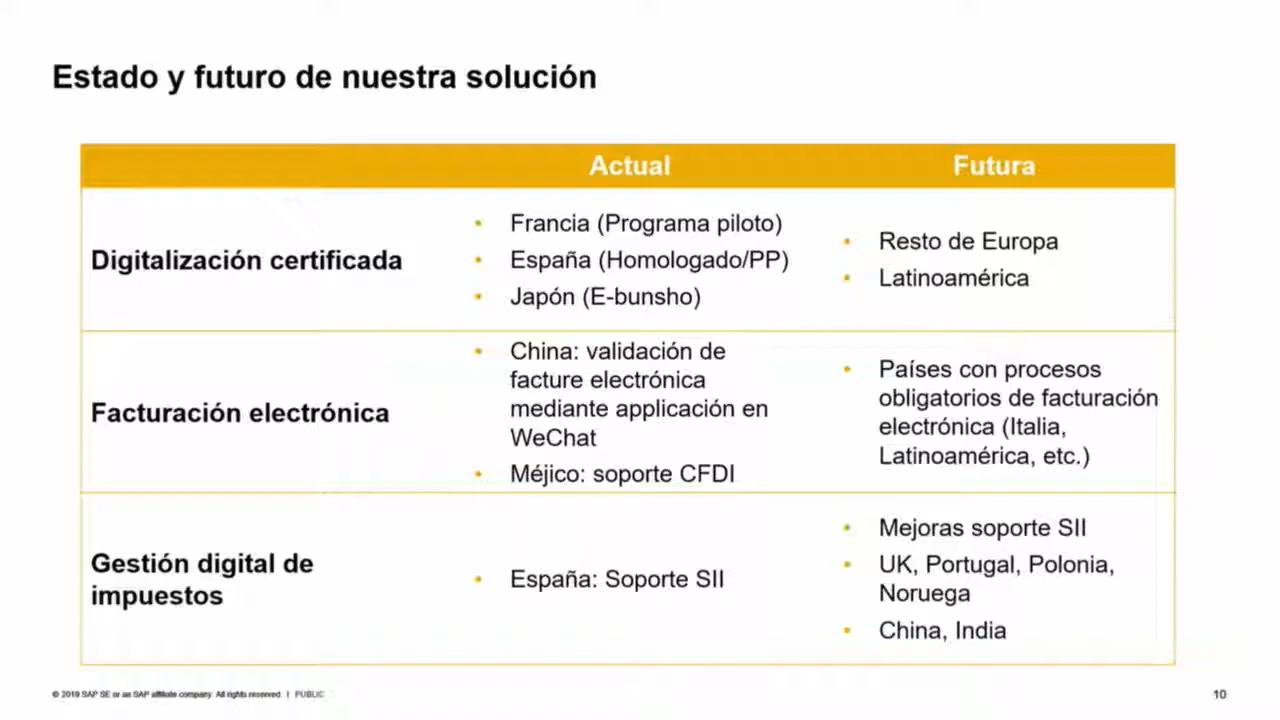 Estado y futuro de nuestra solución
Actual
Futura
Digitalización certificada
• Francia (Programa piloto)
• España (Homologado/PP)
• Japón (E-bunsho)
• Resto de Europa
• Latinoamérica
Facturación electrónica
• China: validación de
facture electrónica
mediante applicación en
WeChat
• Méjico: soporte CFDI
• Países con procesos
obligatorios de facturación
electrónica (Italia,
Latinoamérica, etc.)
Gestión digital de
impuestos
• España: Soporte SII
• Mejoras soporte SII
• UK, Portugal, Polonia,
Noruega
• China, India
© 2019 SAP SE or an SAP affiliate company. All rights reserved. | PUBLIC
10